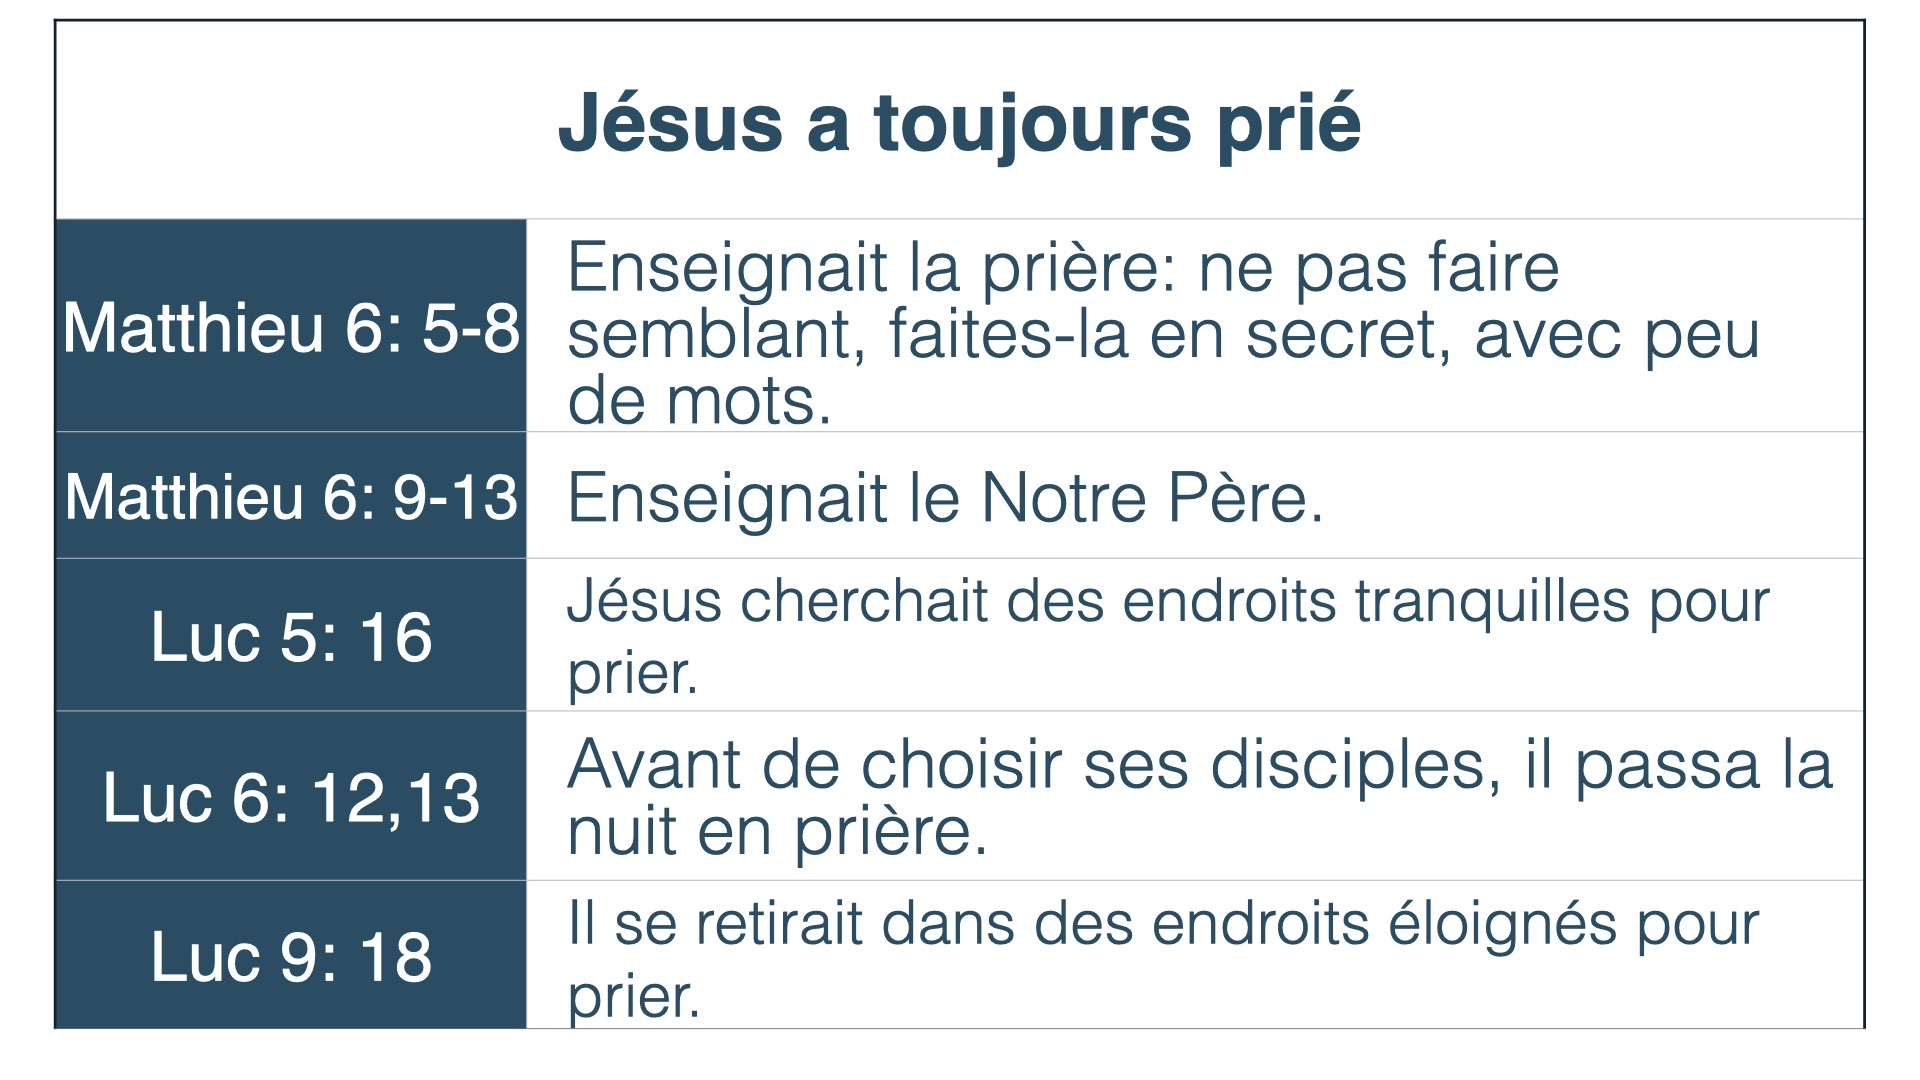 Jésus a toujours prié
Matthieu 6: 5-8
Enseignait la prière: ne pas faire
semblant, faites-la en secret, avec peu
de mots.
Matthieu 6: 9-13
Enseignait le Notre Père.
Luc 5: 16
Jésus cherchait des endroits tranquilles pour
prier.
Luc 6: 12,13
Avant de choisir ses disciples, il passa la
nuit en prière.
Luc 9: 18
Il se retirait dans des endroits éloignés pour
prier.